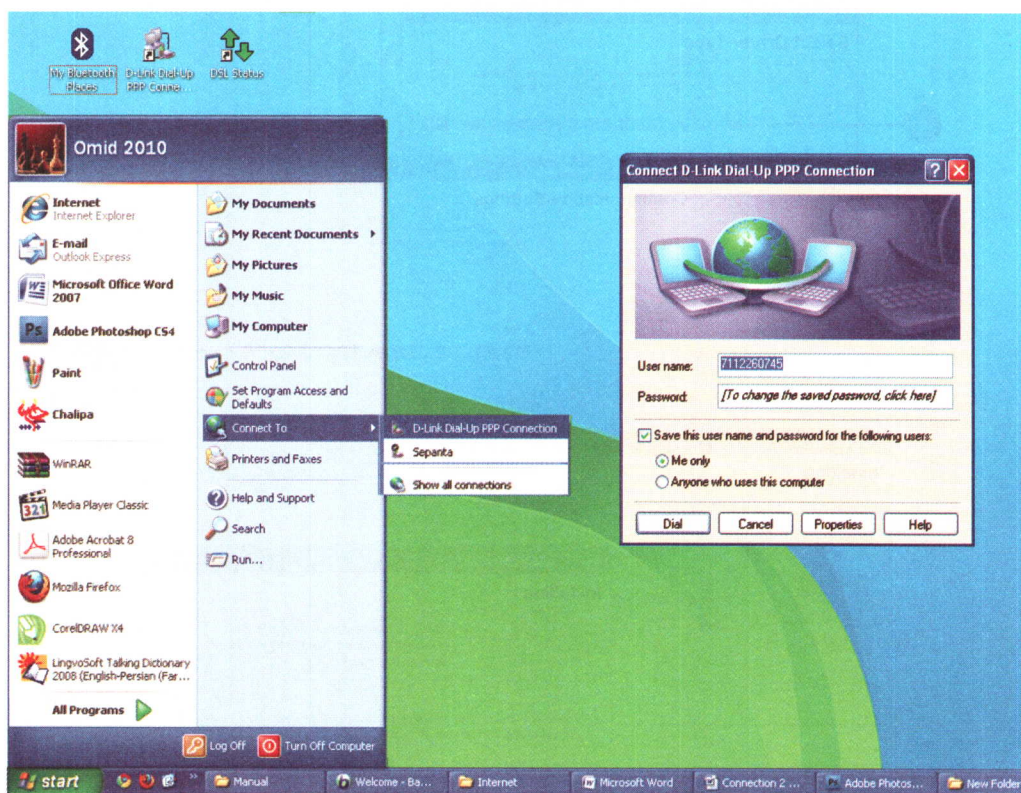 My Bluetooth
Places
D-Link Dial-Up
PPP Conne...
DSL Status
Omid 2010
Internet
Internet Explorer
E-mail
Outlook Express
Microsoft Office Word
2007
Adobe Photoshop CS4
Paint
Chalipa
WinRAR
Media Player Classic
Adobe Acrobat 8
Professional
Mozilla Firefox
CorelDRAW X4
LingvoSoft Talking Dictionary
2008 (English-Persian (Far...
All Programs
My Documents
My Recent Documents
My Pictures
My Music
My Computer
Control Panel
Set Program Access and
Defaults
Connect To
Printers and Faxes
Help and Support
Search
Run...
D-Link Dial-Up PPP Connection
Sepanta
Show all connections
Log Off
Turn Off Computer
Connect D-Link Dial-Up PPP Connection
User name:
7112260745
Password:
[To change the saved password, click here]
Save this user name and password for the following users:
Me only
Anyone who uses this computer
Dial
Cancel
Properties
Help
start
Manual
Welcome - Ba...
Internet
Microsoft Word
Connection 2 ...
Adobe Photos...
New Folder